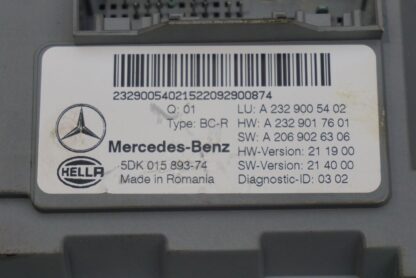 23290054021522092900874
Q: 01 LU: A 232 900 54 02
Type: BC-R HW: A 232 901 76 01
SW: A 206 902 63 06
Mercedes-Benz HW-Version: 21 19 00
HELLA 5DK 015 893-74 SW-Version: 21 40 00
Made in Romania Diagnostic-ID: 03 02